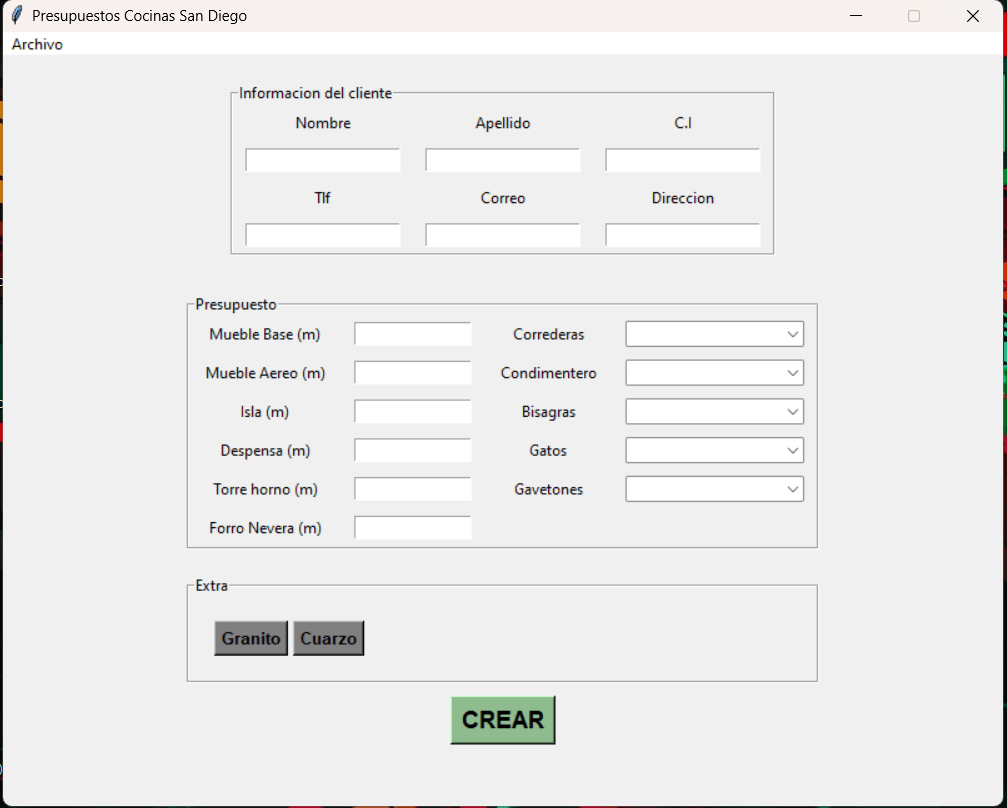 Presupuestos Cocinas San Diego
Archivo
Informacion del cliente
Nombre Apellido C.I
Tlf Correo Direccion
Presupuesto
Mueble Base (m) Correderas
Mueble Aereo (m) Condimentero
Isla (m) Bisagras
Despensa (m) Gatos
Torre horno (m) Gavetones
Forro Nevera (m)
Extra
Granito Cuarzo
CREAR